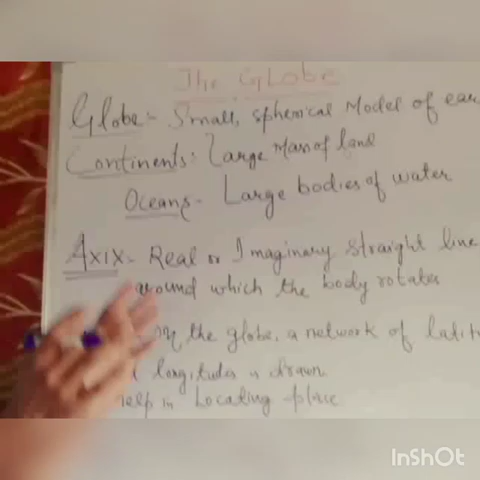 The Globe
Globe:- Small, spherical Model of ear
Continents: Large Mass of land
Oceans- Large bodies of water
Axix- Real or Imaginary straight line
around which the body rotates
the globe, a network of latit
longitudes is drawn
help in Locating place
InShOt